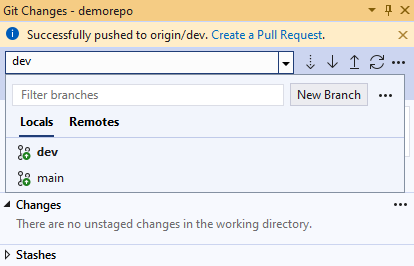 Git Changes - demorepo
Successfully pushed to origin/dev. Create a Pull Request.
dev
Filter branches
New Branch
Locals Remotes
dev
main
Changes
There are no unstaged changes in the working directory.
Stashes